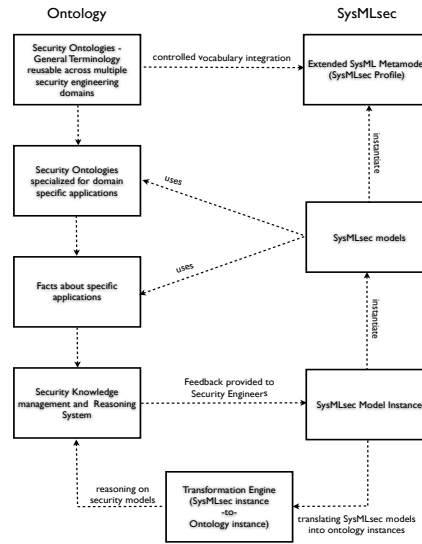 Ontology
SysMLsec
Security Ontologies -
General Terminology
reusable across multiple
security engineering
domains
controlled vocabulary integration
Extended SysML Metamodel
(SysMLsec Profile)
instantiate
Security Ontologies
specialized for domain
specific applications
uses
SysMLsec models
uses
Facts about specific
applications
instantiate
Security Knowledge
management and Reasoning
System
Feedback provided to
Security Engineers
SysMLsec Model Instance
reasoning on
security models
Transformation Engine
(SysMLsec instance
-to-
Ontology instance)
translating SysMLsec models
into ontology instances